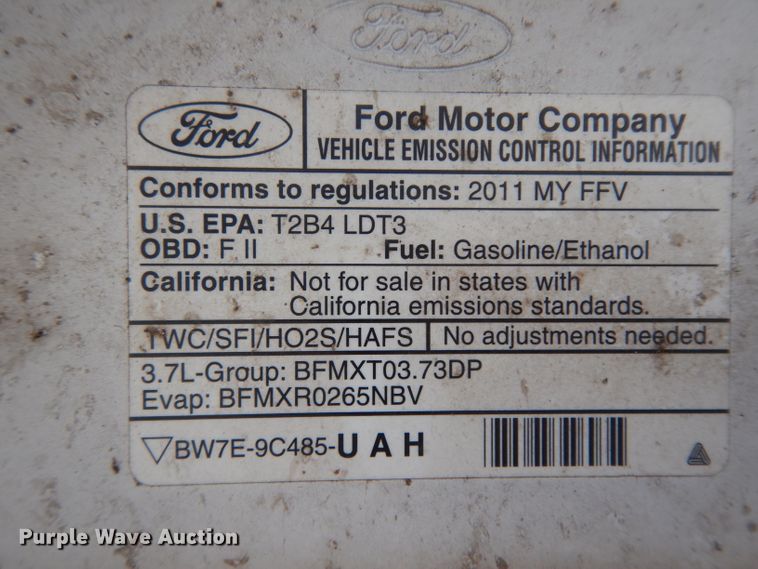 Ford
Ford
Ford Motor Company
VEHICLE EMISSION CONTROL INFORMATION
Conforms to regulations: 2011 MY FFV
U.S. EPA: T2B4 LDT3
OBD: F II Fuel: Gasoline/Ethanol
California: Not for sale in states with
California emissions standards.
TWC/SFI/HO2S/HAFS No adjustments needed.
3.7L-Group: BFMXT03.73DP
Evap: BFMXR0265NBV
BW7E-9C485-UAH
Purple Wave Auction